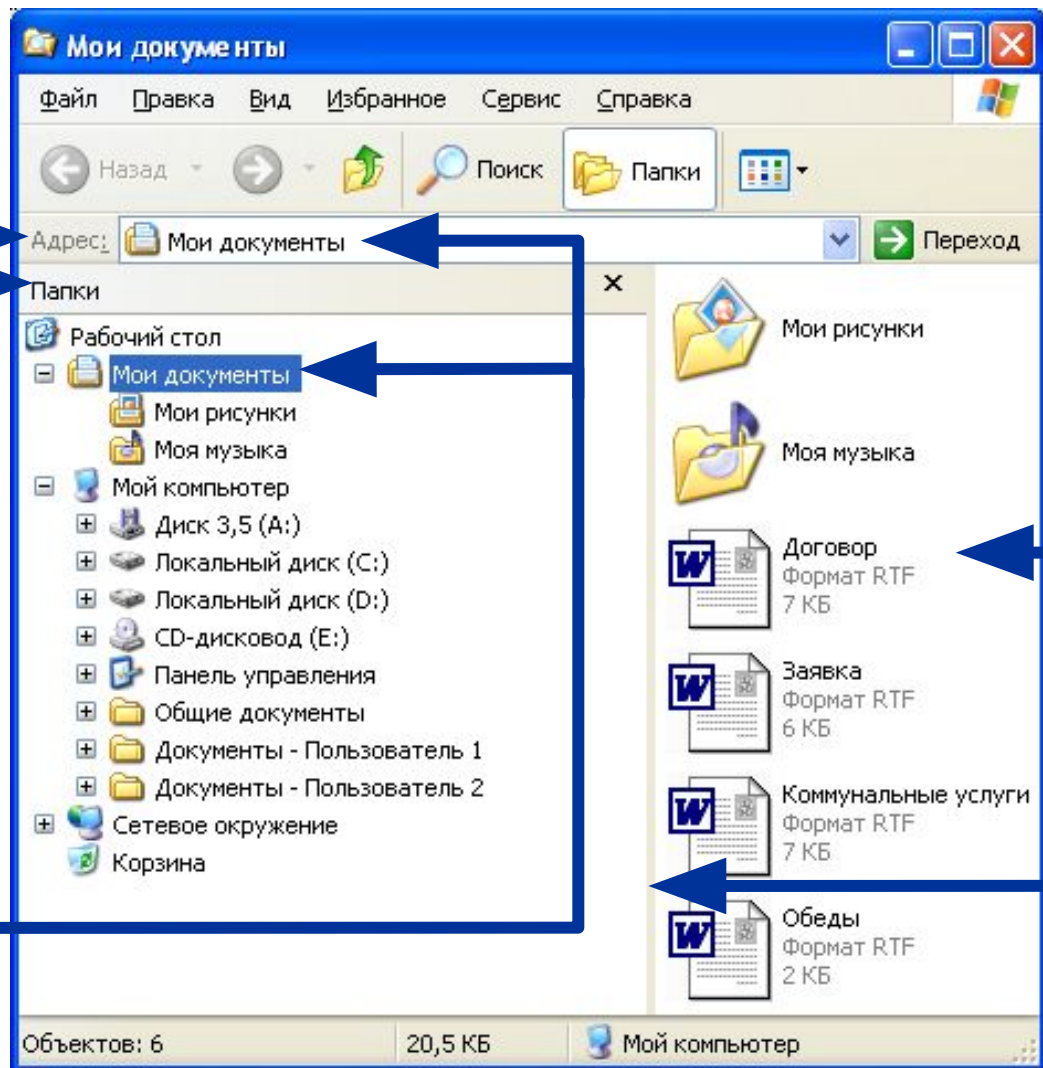 Мои документы
Файл Правка Вид Избранное Сервис Справка
Назад Поиск Папки
Адрес: Мои документы Переход
Папки x
Рабочий стол
Мои документы
Мои рисунки
Моя музыка
Мой компьютер
Диск 3,5 (A:)
Локальный диск (C:)
Локальный диск (D:)
CD-дисковод (E:)
Панель управления
Общие документы
Документы - Пользователь 1
Документы - Пользователь 2
Сетевое окружение
Корзина
Мои рисунки
Моя музыка
W Договор
Формат RTF
7 КБ
W Заявка
Формат RTF
6 КБ
W Коммунальные услуги
Формат RTF
7 КБ
W Обеды
Формат RTF
2 КБ
Объектов: 6 20,5 КБ Мой компьютер